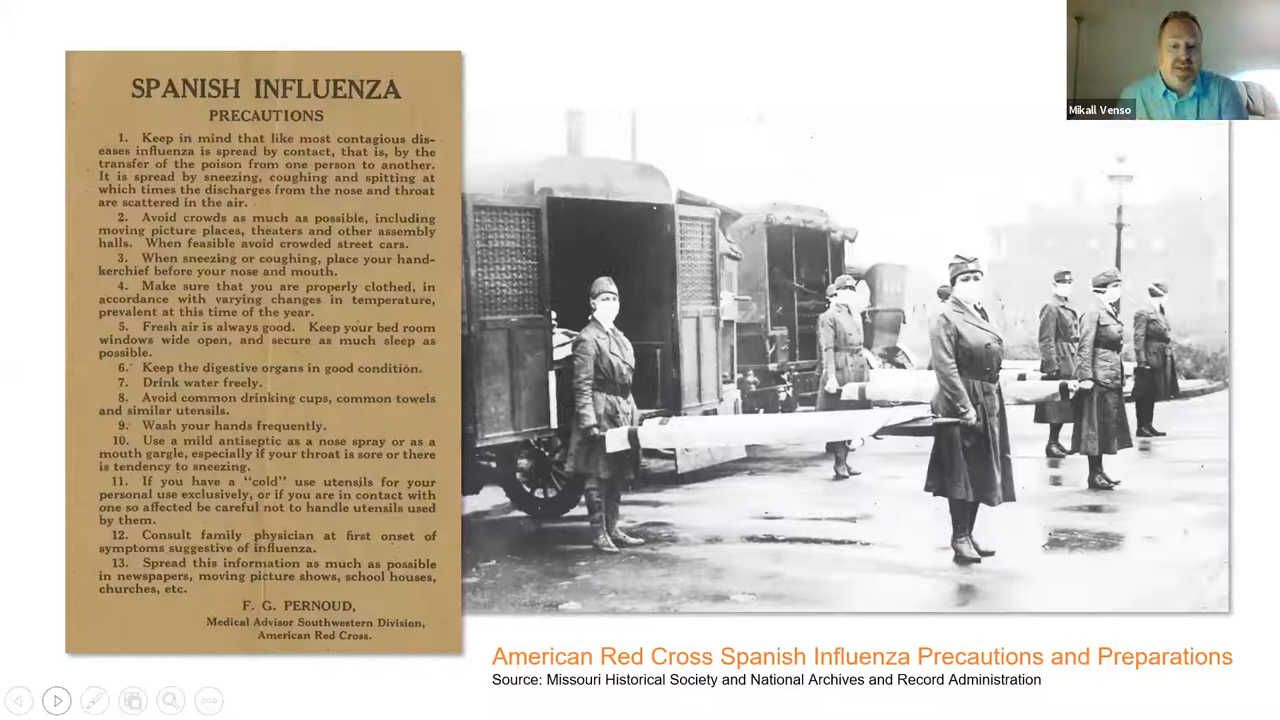 SPANISH INFLUENZA
PRECAUTIONS
1. Keep in mind that like most contagious dis-
eases influenza is spread by contact, that is, by the
transfer of the poison from one person to another.
It is spread by sneezing, coughing and spitting at
which times the discharges from the nose and throat
are scattered in the air.
2. Avoid crowds as much as possible, including
moving picture places, theaters and other assembly
halls. When feasible avoid crowded street cars.
3. When sneezing or coughing, place your hand-
kerchief before your nose and mouth.
4. Make sure that you are properly clothed, in
accordance with varying changes in temperature,
prevalent at this time of the year.
5. Fresh air is always good. Keep your bed room
windows wide open, and secure as much sleep as
possible.
6. Keep the digestive organs in good condition.
7. Drink water freely.
8. Avoid common drinking cups, common towels
and similar utensils.
9. Wash your hands frequently.
10. Use a mild antiseptic as a nose spray or as a
mouth gargle, especially if your throat is sore or there
is tendency to sneezing.
11. If you have a "cold" use utensils for your
personal use exclusively, or if you are in contact with
one so affected be careful not to handle utensils used
by them.
12. Consult family physician at first onset of
symptoms suggestive of influenza.
13. Spread this information as much as possible
in newspapers, moving picture shows, school houses,
churches, etc.
F. G. PERNOUD,
Medical Advisor Southwestern Division,
American Red Cross.
Mikall Venso
American Red Cross Spanish Influenza Precautions and Preparations
Source: Missouri Historical Society and National Archives and Record Administration